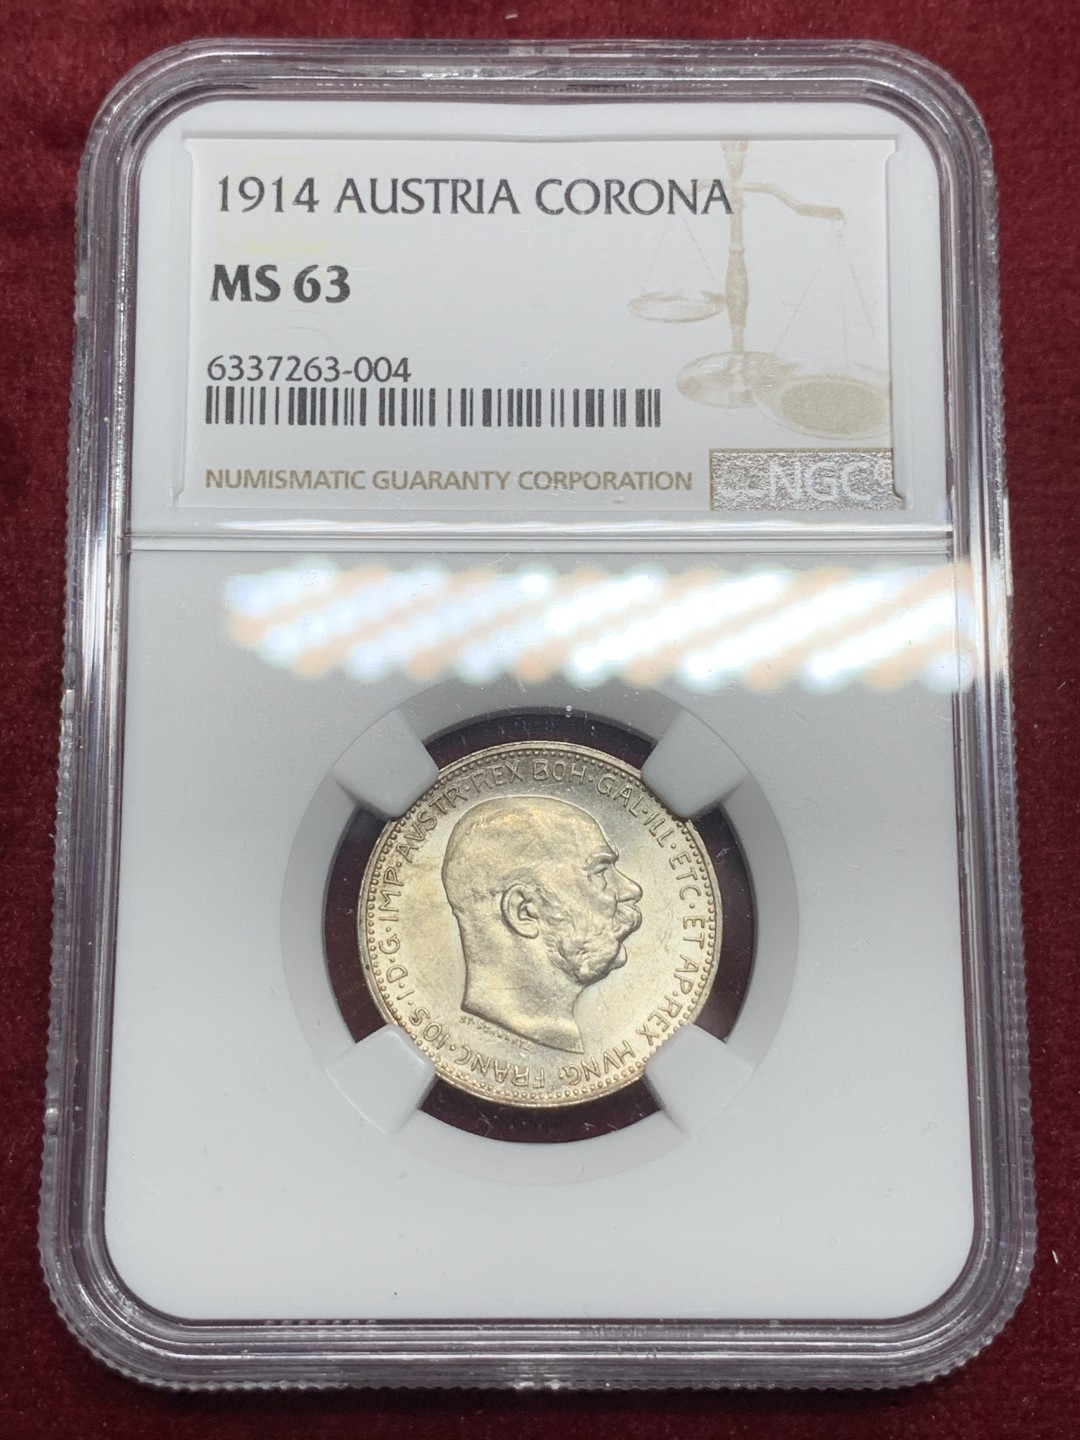 1914 AUSTRIA CORONA
MS 63
6337263-004
NUMISMATIC GUARANTY CORPORATION
NGC
FRANC·IOS·I·D·G·IMP·AVSTR·REX BOH·GAL·ILL·ETC·ET AP·REX HVNG·